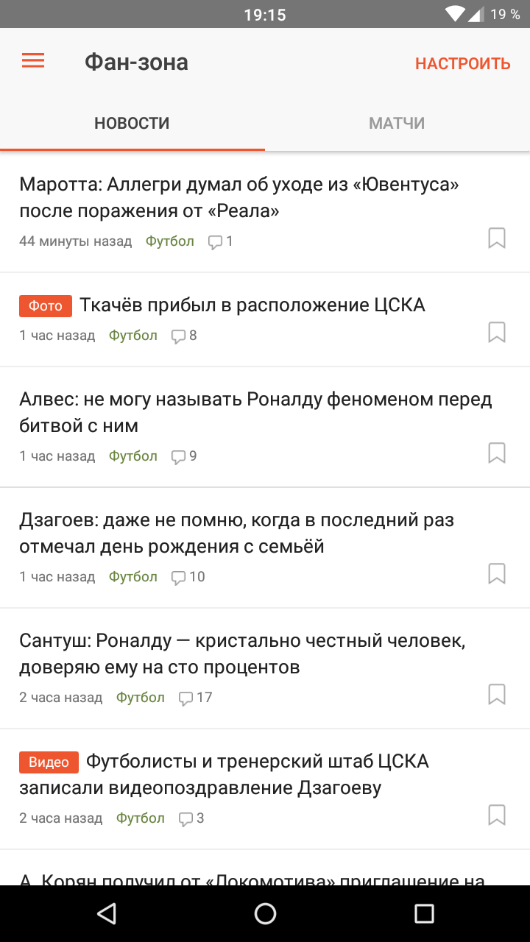 19:15
19 %
Фан-зона
НАСТРОИТЬ
НОВОСТИ
МАТЧИ
Маротта: Аллегри думал об уходе из «Ювентуса»
после поражения от «Реала»
44 минуты назад Футбол 1
Фото Ткачёв прибыл в расположение ЦСКА
1 час назад Футбол 8
Алвес: не могу называть Роналду феноменом перед
битвой с ним
1 час назад Футбол 9
Дзагоев: даже не помню, когда в последний раз
отмечал день рождения с семьёй
1 час назад Футбол 10
Сантуш: Роналду — кристально честный человек,
доверяю ему на сто процентов
2 часа назад Футбол 17
Видео Футболисты и тренерский штаб ЦСКА
записали видеопоздравление Дзагоеву
2 часа назад Футбол 3
А. Корян получил от «Локомотива» приглашение на